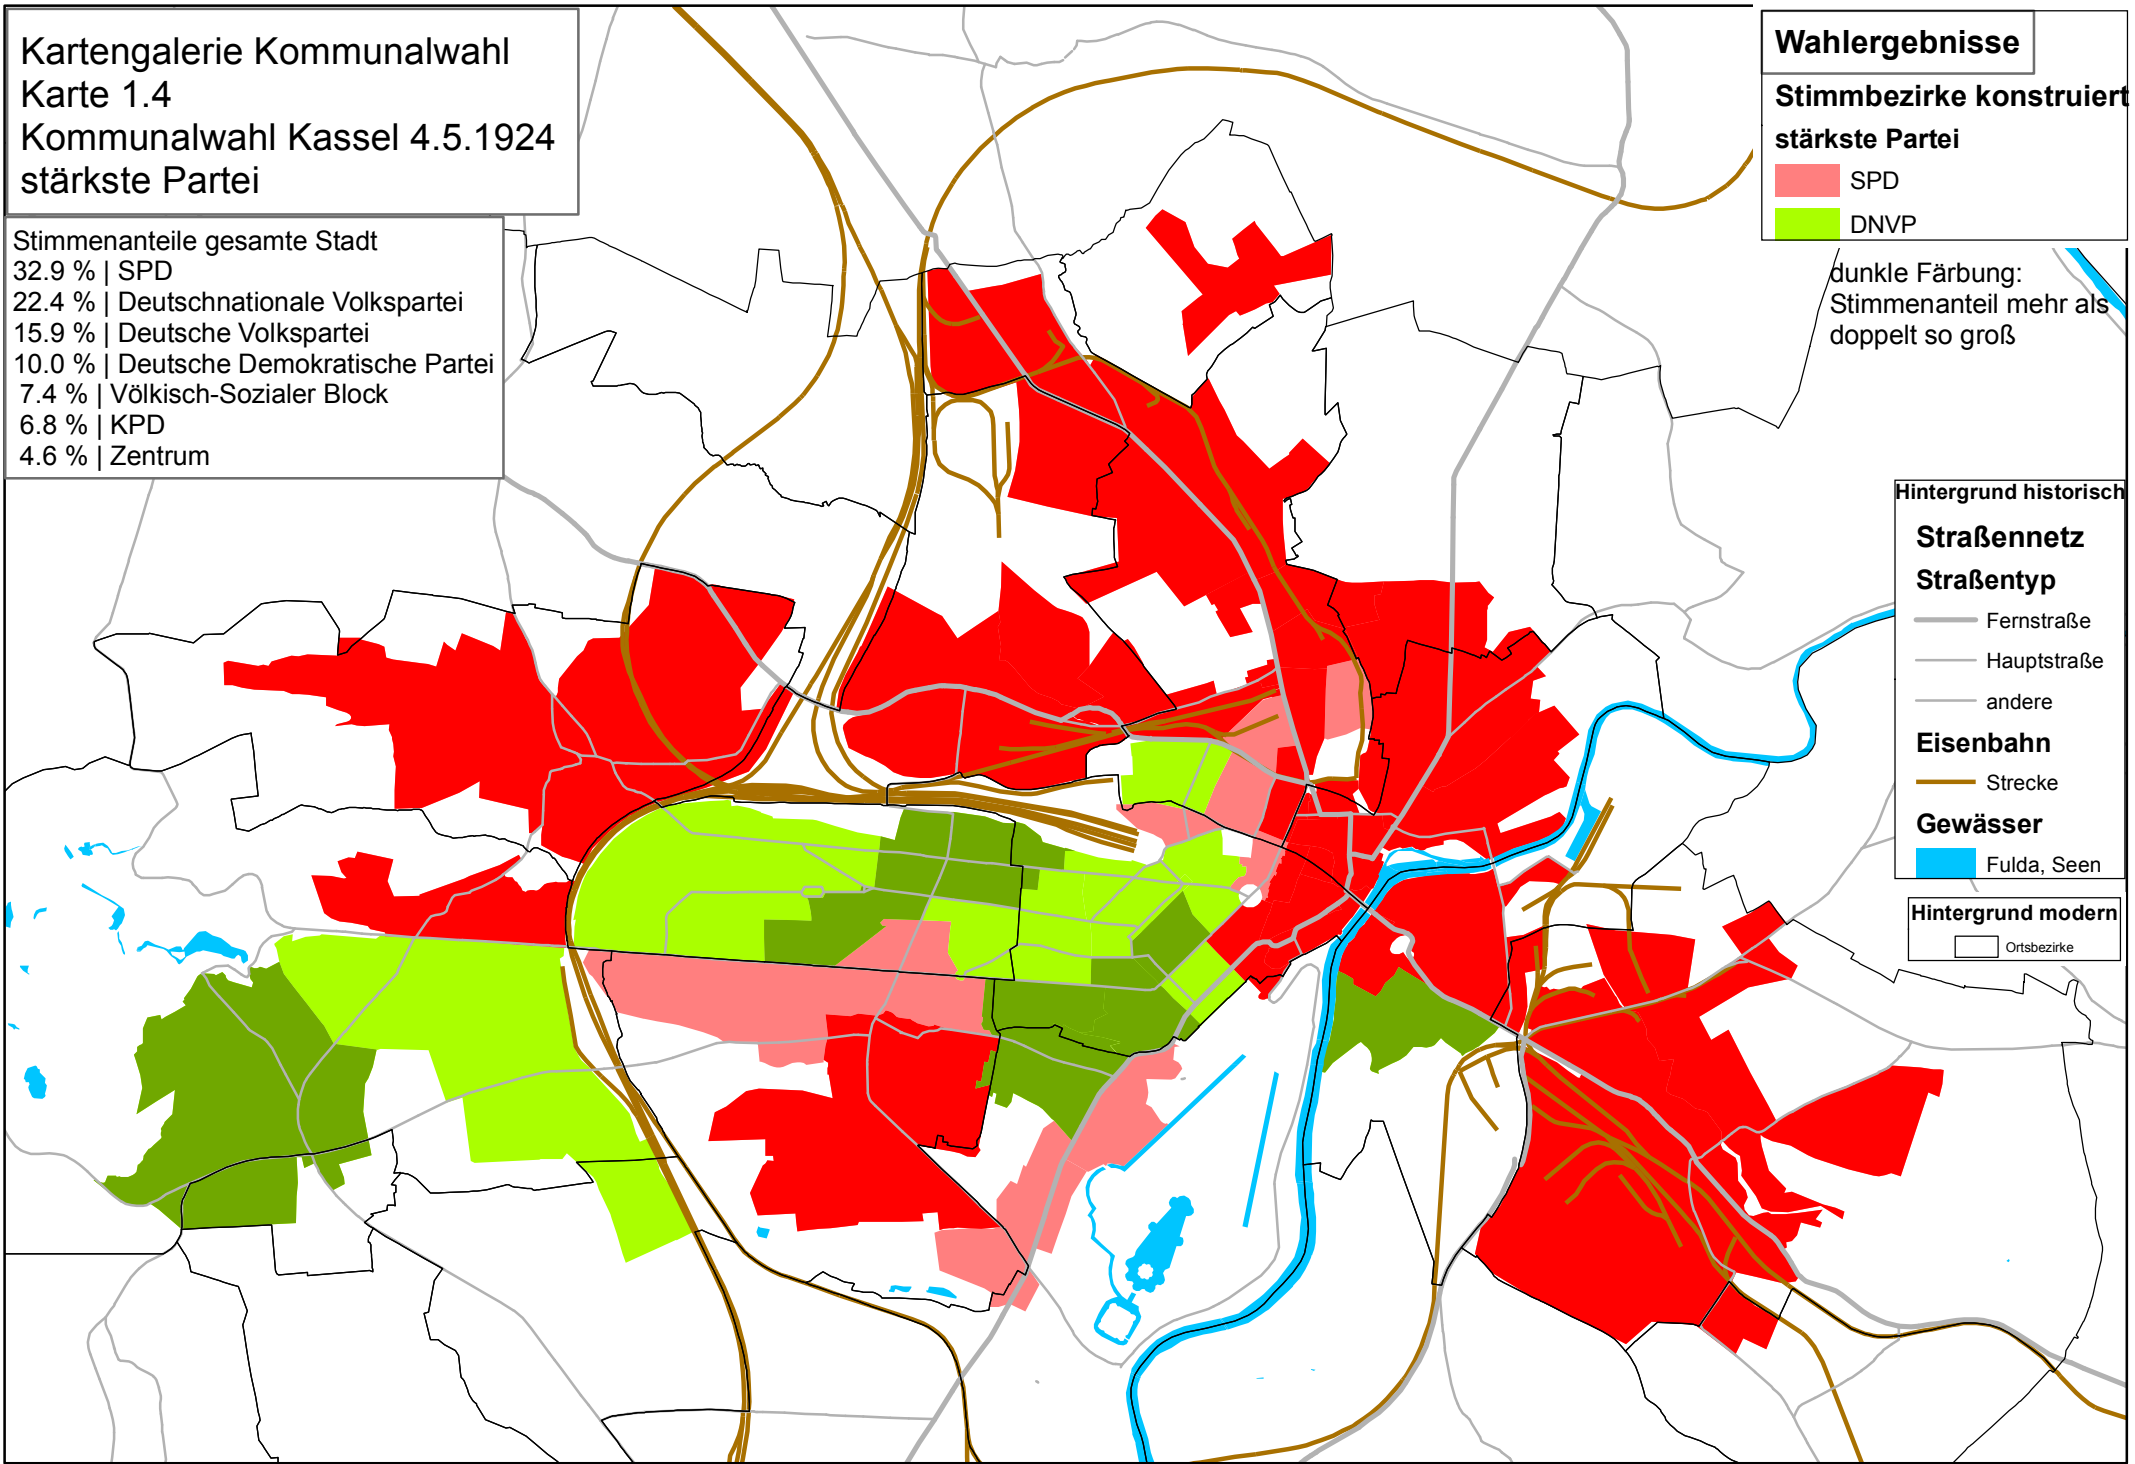 Kartengalerie Kommunalwahl
Karte 1.4
Kommunalwahl Kassel 4.5.1924
stärkste Partei
Stimmenanteile gesamte Stadt
32.9 % | SPD
22.4 % | Deutschnationale Volkspartei
15.9 % | Deutsche Volkspartei
10.0 % | Deutsche Demokratische Partei
7.4 % | Völkisch-Sozialer Block
6.8 % | KPD
4.6 % | Zentrum
Wahlergebnisse
Stimmbezirke konstruiert
stärkste Partei
SPD
DNVP
dunkle Färbung:
Stimmenanteil mehr als
doppelt so groß
Hintergrund historisch
Straßennetz
Straßentyp
Fernstraße
Hauptstraße
andere
Eisenbahn
Strecke
Gewässer
Fulda, Seen
Hintergrund modern
Ortsbezirke